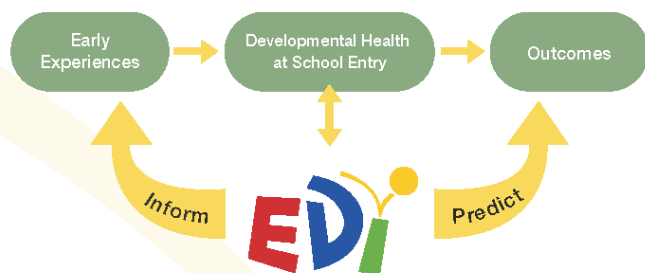 Early
Experiences
Developmental Health
at School Entry
Outcomes
Inform
EDI
Predict